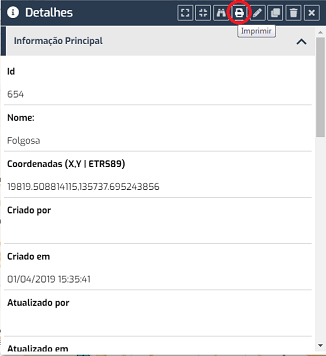 Detalhes
Imprimir
Informação Principal
Id
654
Nome:
Folgosa
Coordenadas (X,Y | ETRS89)
19819.508814115,135737.695243856
Criado por
Criado em
01/04/2019 15:35:41
Atualizado por
Atualizado em